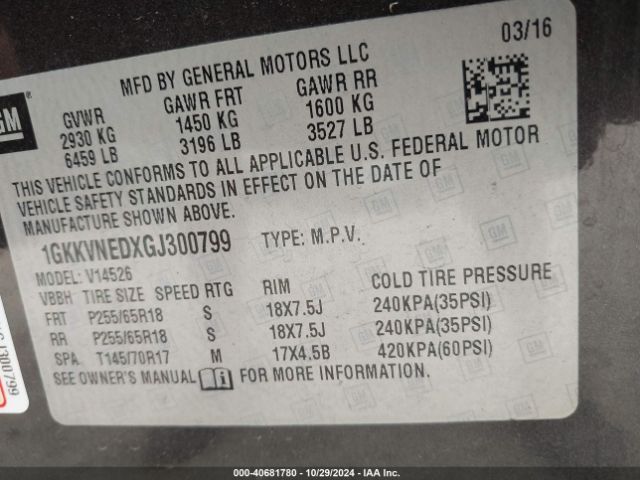 03/16
MFD BY GENERAL MOTORS LLC
GM
GVWR GAWR FRT GAWR RR
2930 KG 1450 KG 1600 KG
6459 LB 3196 LB 3527 LB
THIS VEHICLE CONFORMS TO ALL APPLICABLE U.S. FEDERAL MOTOR
VEHICLE SAFETY STANDARDS IN EFFECT ON THE DATE OF
MANUFACTURE SHOWN ABOVE.
1GKKVNEDXGJ300799 TYPE: M.P.V.
MODEL: V14526
VBBH TIRE SIZE SPEED RTG RIM COLD TIRE PRESSURE
FRT P255/65R18 S 18X7.5J 240KPA(35PSI)
RR P255/65R18 S 18X7.5J 240KPA(35PSI)
SPA. T145/70R17 M 17X4.5B 420KPA(60PSI)
SEE OWNER'S MANUAL FOR MORE INFORMATION.
000-40681780 - 10/29/2024 - IAA Inc.